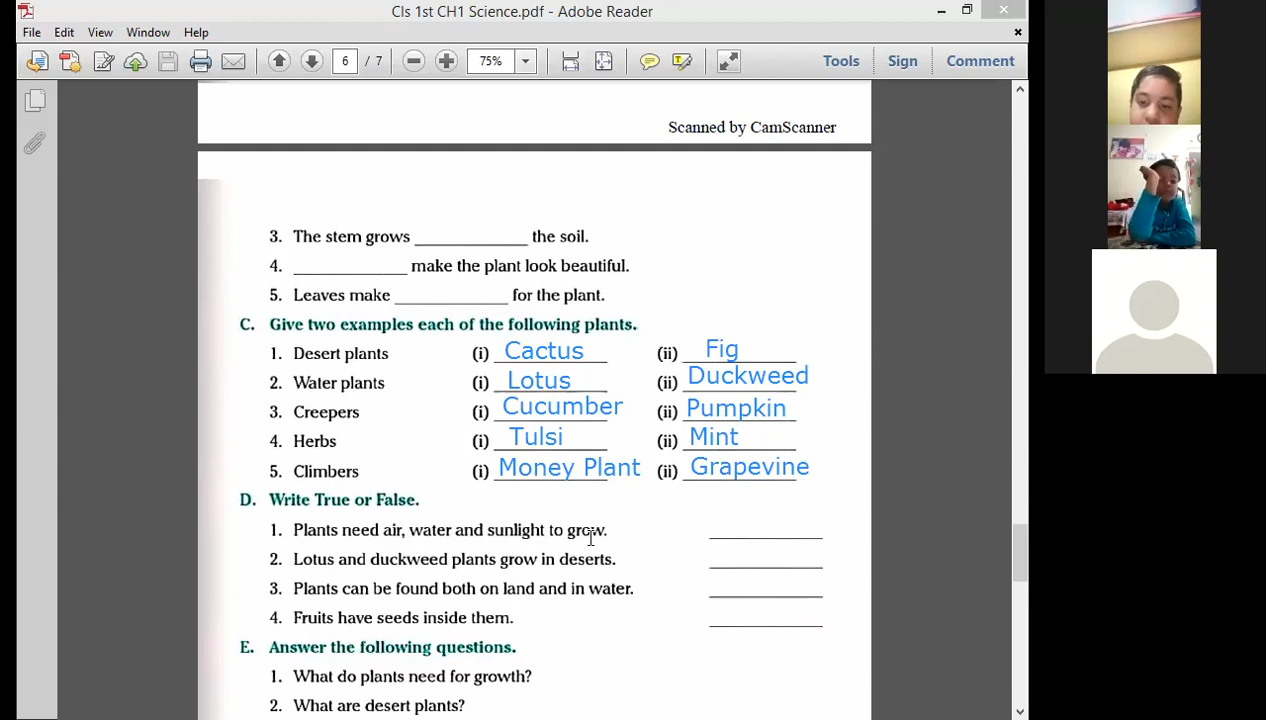 Cls 1st CH1 Science.pdf - Adobe Reader
File Edit View Window Help
6 / 7 75% Tools Sign Comment
Scanned by CamScanner
3. The stem grows ____________ the soil.
4. ____________ make the plant look beautiful.
5. Leaves make ____________ for the plant.
C. Give two examples each of the following plants.
1. Desert plants (i) Cactus (ii) Fig
2. Water plants (i) Lotus (ii) Duckweed
3. Creepers (i) Cucumber (ii) Pumpkin
4. Herbs (i) Tulsi (ii) Mint
5. Climbers (i) Money Plant (ii) Grapevine
D. Write True or False.
1. Plants need air, water and sunlight to grow. ____________
2. Lotus and duckweed plants grow in deserts. ____________
3. Plants can be found both on land and in water. ____________
4. Fruits have seeds inside them. ____________
E. Answer the following questions.
1. What do plants need for growth?
2. What are desert plants?